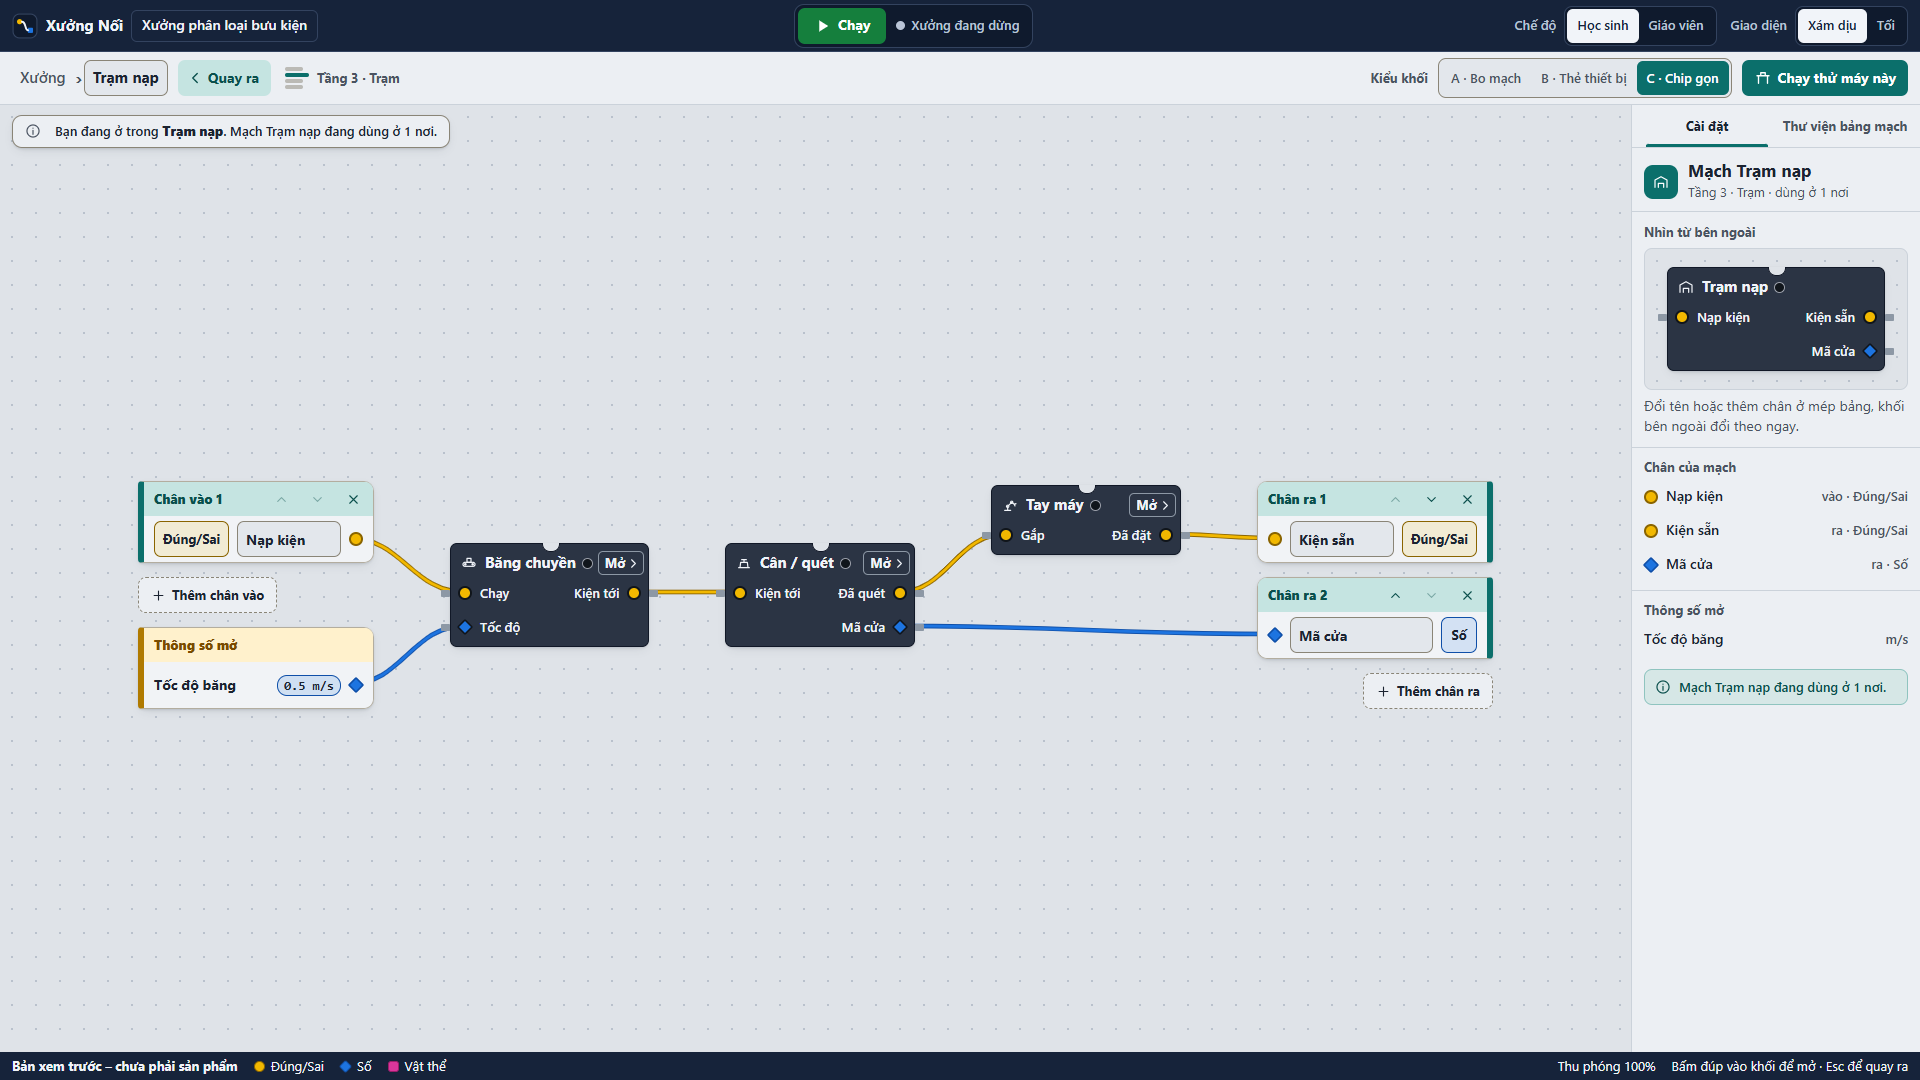 Xưởng Nối
Xưởng phân loại bưu kiện
Chạy
Xưởng đang dừng
Chế độ
Học sinh
Giáo viên
Giao diện
Xám dịu
Tối
Xưởng › Trạm nạp
Quay ra
Tầng 3 · Trạm
Kiểu khối
A · Bo mạch
B · Thẻ thiết bị
C · Chip gọn
Chạy thử máy này
Bạn đang ở trong Trạm nạp. Mạch Trạm nạp đang dùng ở 1 nơi.
Chân vào 1
Đúng/Sai
Nạp kiện
+ Thêm chân vào
Thông số mở
Tốc độ băng
0.5 m/s
Băng chuyền
Mở >
Chạy
Kiện tới
Tốc độ
Cân / quét
Mở >
Kiện tới
Đã quét
Mã cửa
Tay máy
Mở >
Gắp
Đã đặt
Chân ra 1
Kiện sẵn
Đúng/Sai
Chân ra 2
Mã cửa
Số
+ Thêm chân ra
Cài đặt
Thư viện bảng mạch
Mạch Trạm nạp
Tầng 3 · Trạm · dùng ở 1 nơi
Nhìn từ bên ngoài
Trạm nạp
Nạp kiện
Kiện sẵn
Mã cửa
Đổi tên hoặc thêm chân ở mép bảng, khối
bên ngoài đổi theo ngay.
Chân của mạch
Nạp kiện
vào · Đúng/Sai
Kiện sẵn
ra · Đúng/Sai
Mã cửa
ra · Số
Thông số mở
Tốc độ băng
m/s
Mạch Trạm nạp đang dùng ở 1 nơi.
Bản xem trước – chưa phải sản phẩm
Đúng/Sai
Số
Vật thể
Thu phóng 100%
Bấm đúp vào khối để mở · Esc để quay ra